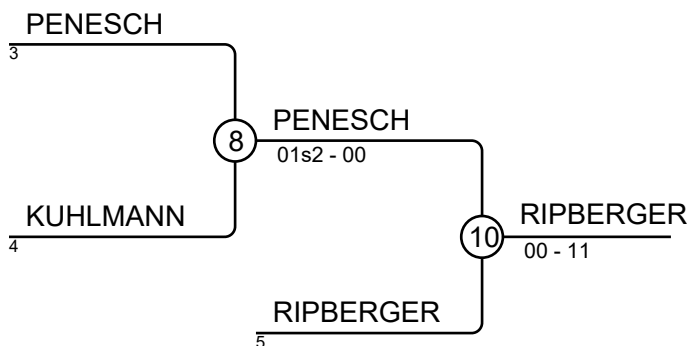 PENESCH
3
8
PENESCH
01s2 - 00
KUHLMANN
4
10
RIPBERGER
00 - 11
RIPBERGER
5